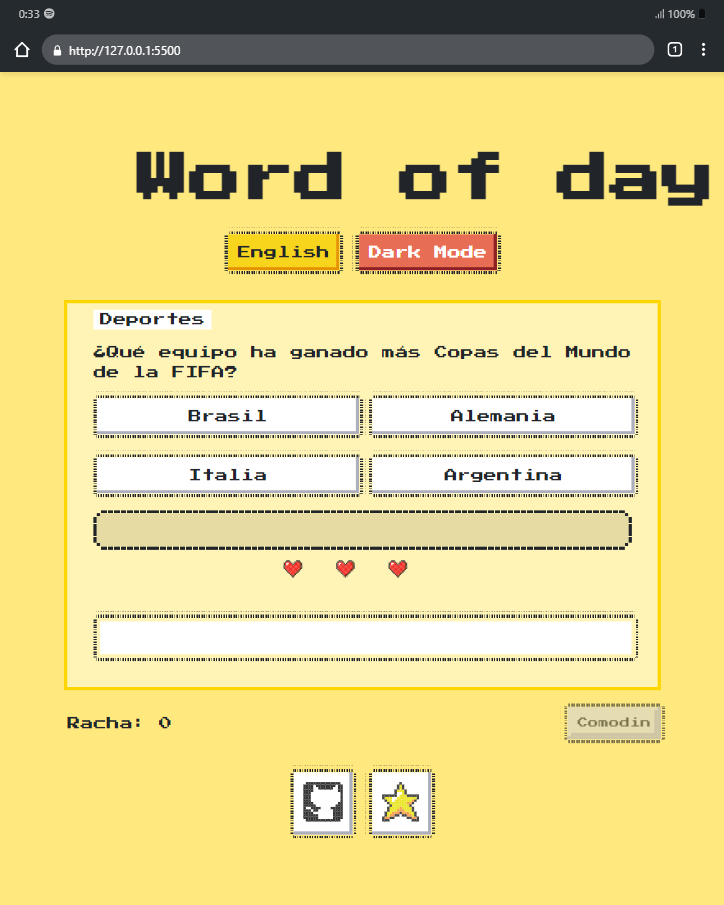 0:33
100%
1
http://127.0.0.1:5500
Word of day
English
Dark Mode
Deportes
¿Qué equipo ha ganado más Copas del Mundo
de la FIFA?
Brasil
Alemania
Italia
Argentina
Racha: 0
Comodin